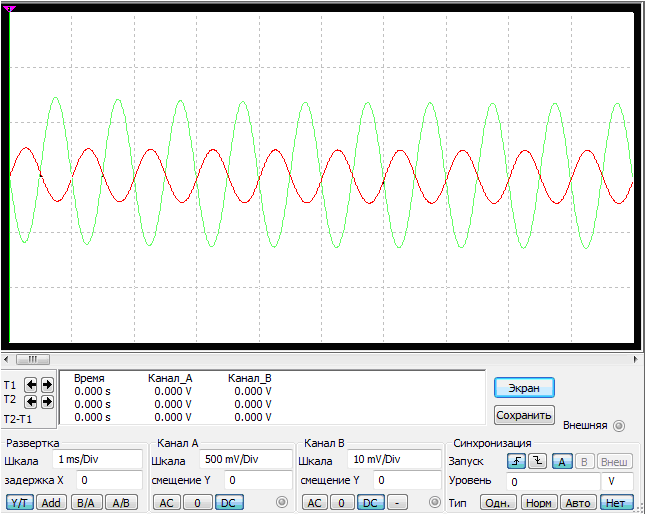 Время Канал_A Канал_B
T1 0.000 s 0.000 V 0.000 V
T2 0.000 s 0.000 V 0.000 V
T2-T1 0.000 s 0.000 V 0.000 V
Экран
Сохранить
Внешняя
Развертка
Шкала 1 ms/Div
задержка X 0
Y/T Add B/A A/B
Канал A
Шкала 500 mV/Div
смещение Y 0
AC 0 DC
Канал B
Шкала 10 mV/Div
смещение Y 0
AC 0 DC -
Синхронизация
Запуск A B Внеш
Уровень 0 V
Тип Одн. Норм Авто Нет